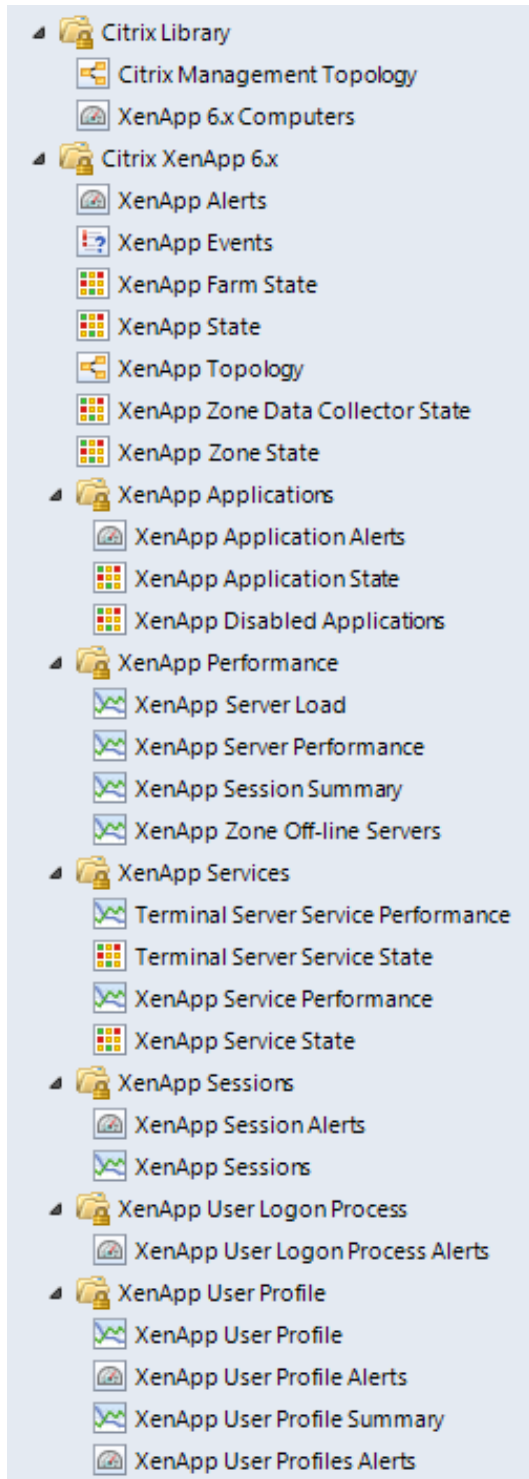 Citrix Library
Citrix Management Topology
XenApp 6.x Computers
Citrix XenApp 6.x
XenApp Alerts
XenApp Events
XenApp Farm State
XenApp State
XenApp Topology
XenApp Zone Data Collector State
XenApp Zone State
XenApp Applications
XenApp Application Alerts
XenApp Application State
XenApp Disabled Applications
XenApp Performance
XenApp Server Load
XenApp Server Performance
XenApp Session Summary
XenApp Zone Off-line Servers
XenApp Services
Terminal Server Service Performance
Terminal Server Service State
XenApp Service Performance
XenApp Service State
XenApp Sessions
XenApp Session Alerts
XenApp Sessions
XenApp User Logon Process
XenApp User Logon Process Alerts
XenApp User Profile
XenApp User Profile
XenApp User Profile Alerts
XenApp User Profile Summary
XenApp User Profiles Alerts